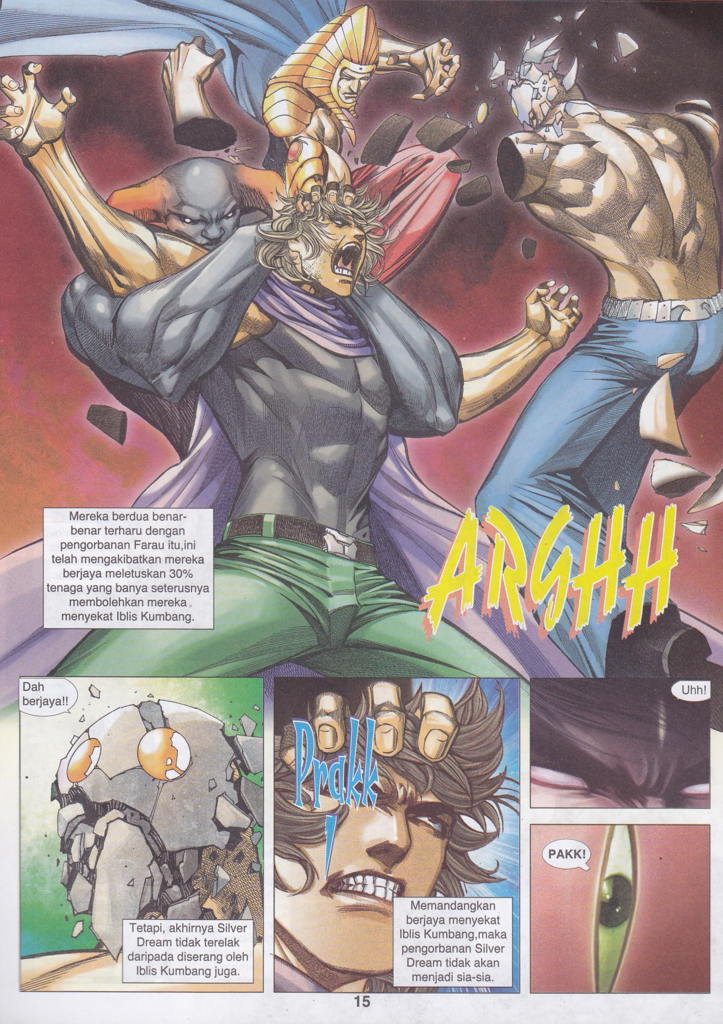 Mereka berdua benar-
benar terharu dengan
pengorbanan Farau itu,ini
telah mengakibatkan mereka
berjaya meletuskan 30%
tenaga yang banya seterusnya
membolehkan mereka
menyekat Iblis Kumbang.
ARGHH
Dah
berjaya!!
Tetapi, akhirnya Silver
Dream tidak terelak
daripada diserang oleh
Iblis Kumbang juga.
Prakk
!
Memandangkan
berjaya menyekat
Iblis Kumbang,maka
pengorbanan Silver
Dream tidak akan
menjadi sia-sia.
Uhh!
PAKK!
15